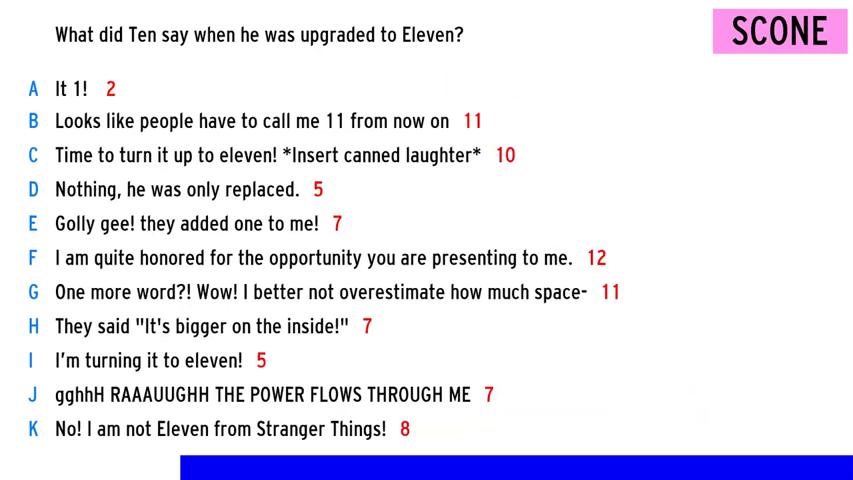 What did Ten say when he was upgraded to Eleven?
SCONE
A It 1! 2
B Looks like people have to call me 11 from now on 11
C Time to turn it up to eleven! *Insert canned laughter* 10
D Nothing, he was only replaced. 5
E Golly gee! they added one to me! 7
F I am quite honored for the opportunity you are presenting to me. 12
G One more word?! Wow! I better not overestimate how much space- 11
H They said "It's bigger on the inside!" 7
I I'm turning it to eleven! 5
J gghhH RAAAUUGHH THE POWER FLOWS THROUGH ME 7
K No! I am not Eleven from Stranger Things! 8